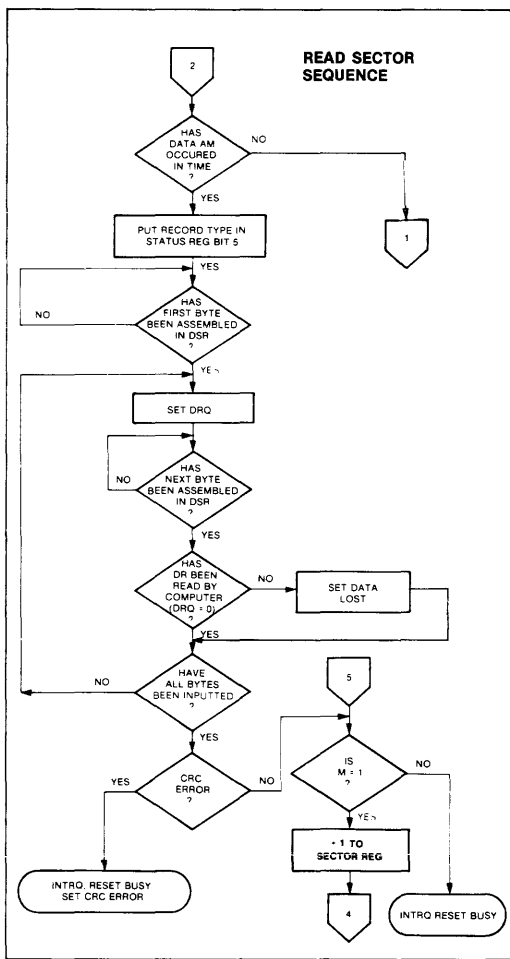 READ SECTOR
SEQUENCE
2
HAS
DATA AM
OCCURED
IN TIME
?
NO
YES
1
PUT RECORD TYPE IN
STATUS REG BIT 5
YES
NO
HAS
FIRST BYTE
BEEN ASSEMBLED
IN DSR
?
YES
SET DRQ
NO
HAS
NEXT BYTE
BEEN ASSEMBLED
IN DSR
?
YES
HAS
DR BEEN
READ BY
COMPUTER
(DRQ = 0)
?
NO
SET DATA
LOST
YES
NO
HAVE
ALL BYTES
BEEN INPUTTED
?
YES
5
YES
CRC
ERROR
?
NO
IS
M = 1
?
NO
YES
+ 1 TO
SECTOR REG
INTRQ. RESET BUSY
SET CRC ERROR
4
INTRQ RESET BUSY